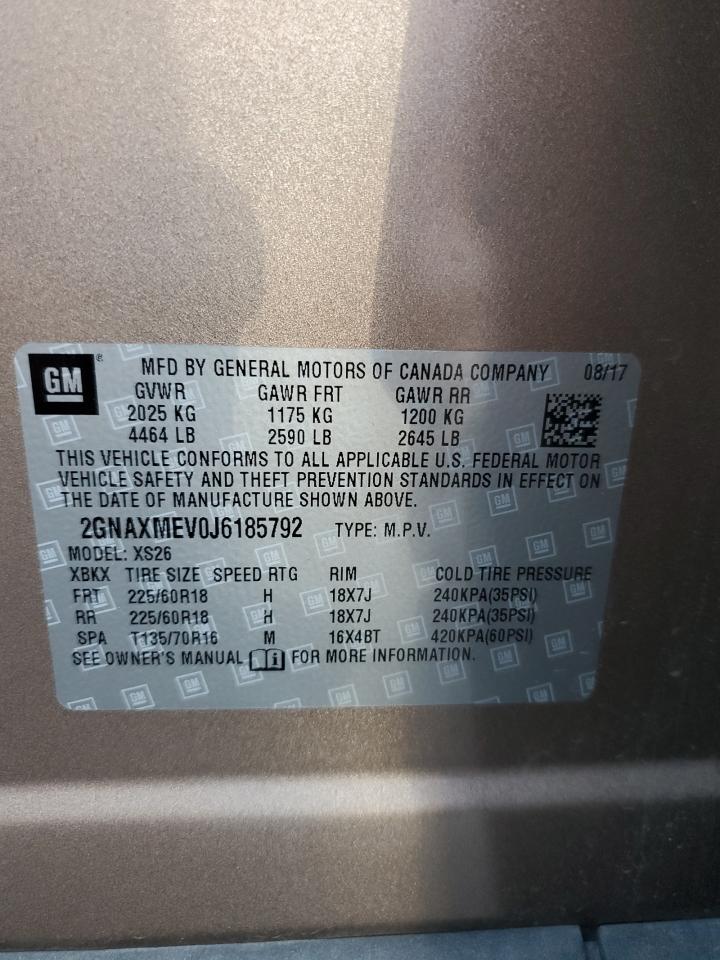 GM ® MFD BY GENERAL MOTORS OF CANADA COMPANY 08/17
GVWR GAWR FRT GAWR RR
2025 KG 1175 KG 1200 KG
4464 LB 2590 LB 2645 LB
THIS VEHICLE CONFORMS TO ALL APPLICABLE U.S. FEDERAL MOTOR
VEHICLE SAFETY AND THEFT PREVENTION STANDARDS IN EFFECT ON
THE DATE OF MANUFACTURE SHOWN ABOVE.
2GNAXMEV0J6185792 TYPE: M.P.V.
MODEL: XS26
XBKX TIRE SIZE SPEED RTG RIM COLD TIRE PRESSURE
FRT 225/60R18 H 18X7J 240KPA(35PSI)
RR 225/60R18 H 18X7J 240KPA(35PSI)
SPA T135/70R16 M 16X4BT 420KPA(60PSI)
SEE OWNER'S MANUAL i FOR MORE INFORMATION.